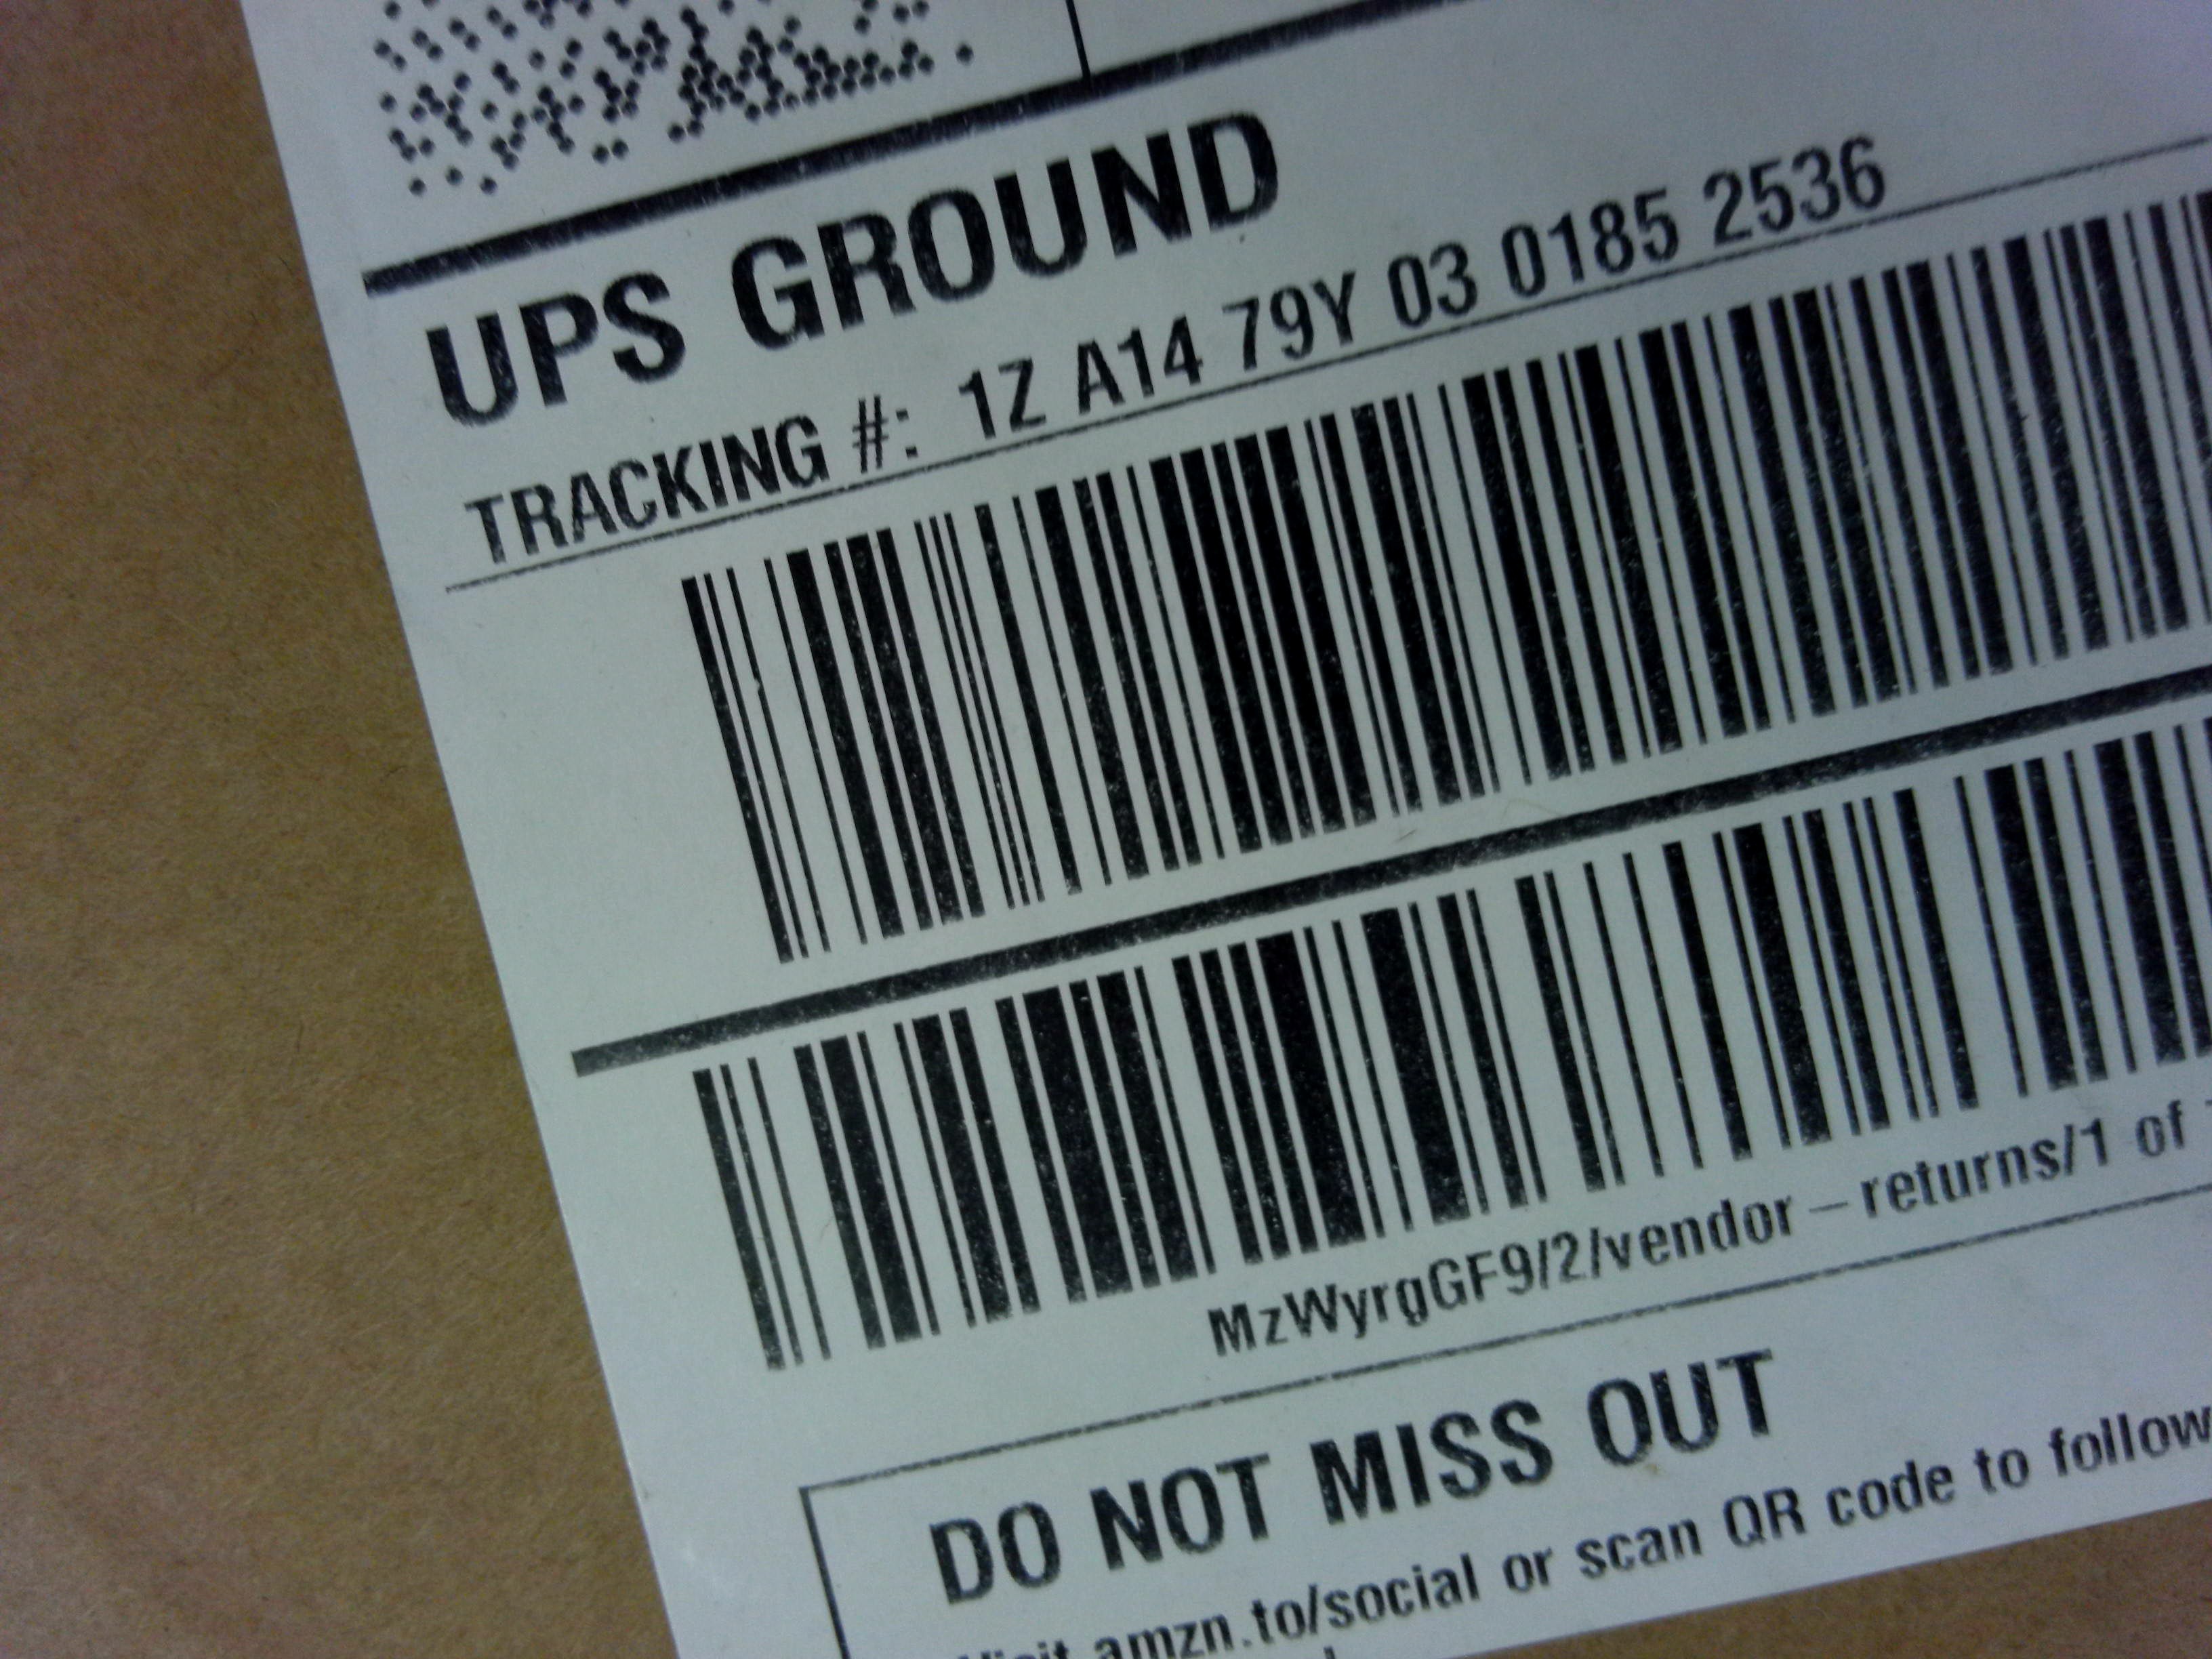 UPS GROUND
TRACKING #: 1Z A14 79Y 03 0185 2536
MzWyrgGF9/2/vendor-returns/1 of
DO NOT MISS OUT
Visit amzn.to/social or scan QR code to follow